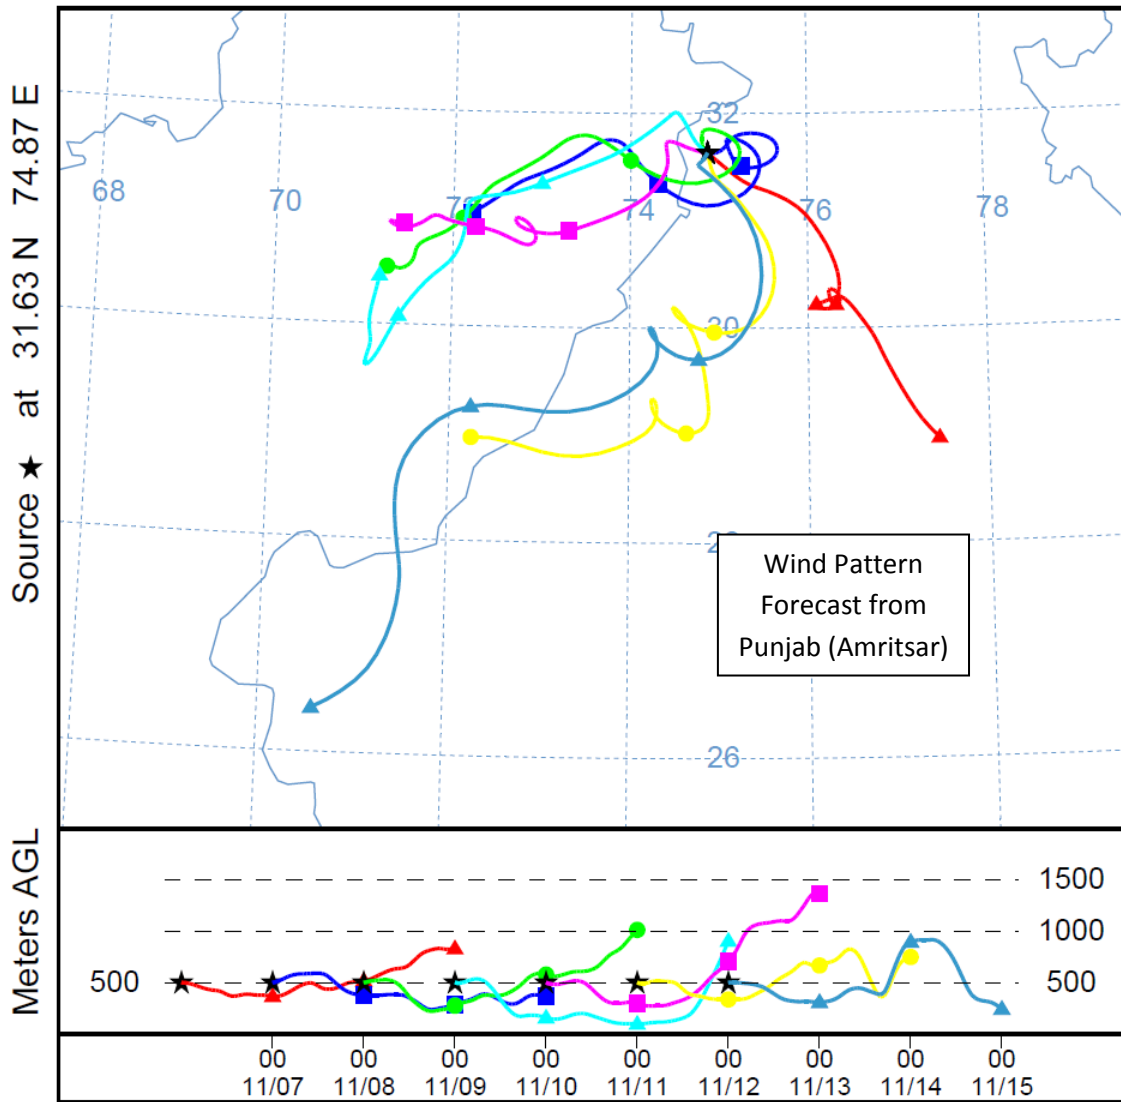 Source ★ at 31.63 N 74.87 E
32
68
70
74
76
78
30
26
Wind Pattern
Forecast from
Punjab (Amritsar)
Meters AGL
1500
1000
500
500
00 00 00 00 00 00 00 00 00
11/07 11/08 11/09 11/10 11/11 11/12 11/13 11/14 11/15